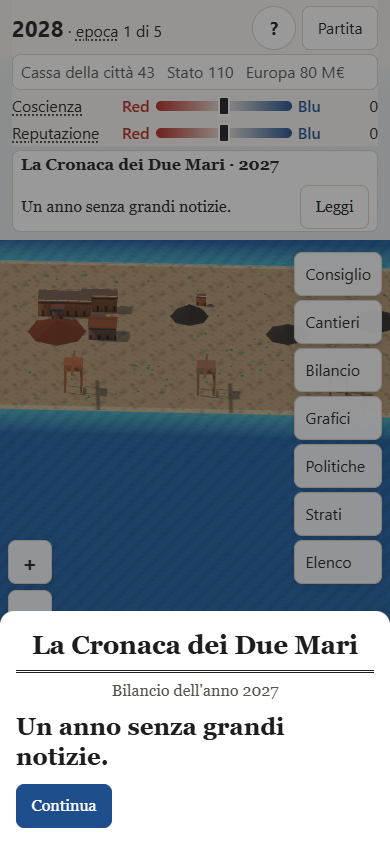 2028 · epoca 1 di 5
?
Partita
Cassa della città 43 Stato 110 Europa 80 M€
Coscienza Red Blu 0
Reputazione Red Blu 0
La Cronaca dei Due Mari · 2027
Un anno senza grandi notizie.
Leggi
Consiglio
Cantieri
Bilancio
Grafici
Politiche
Strati
Elenco
+
La Cronaca dei Due Mari
Bilancio dell'anno 2027
Un anno senza grandi
notizie.
Continua